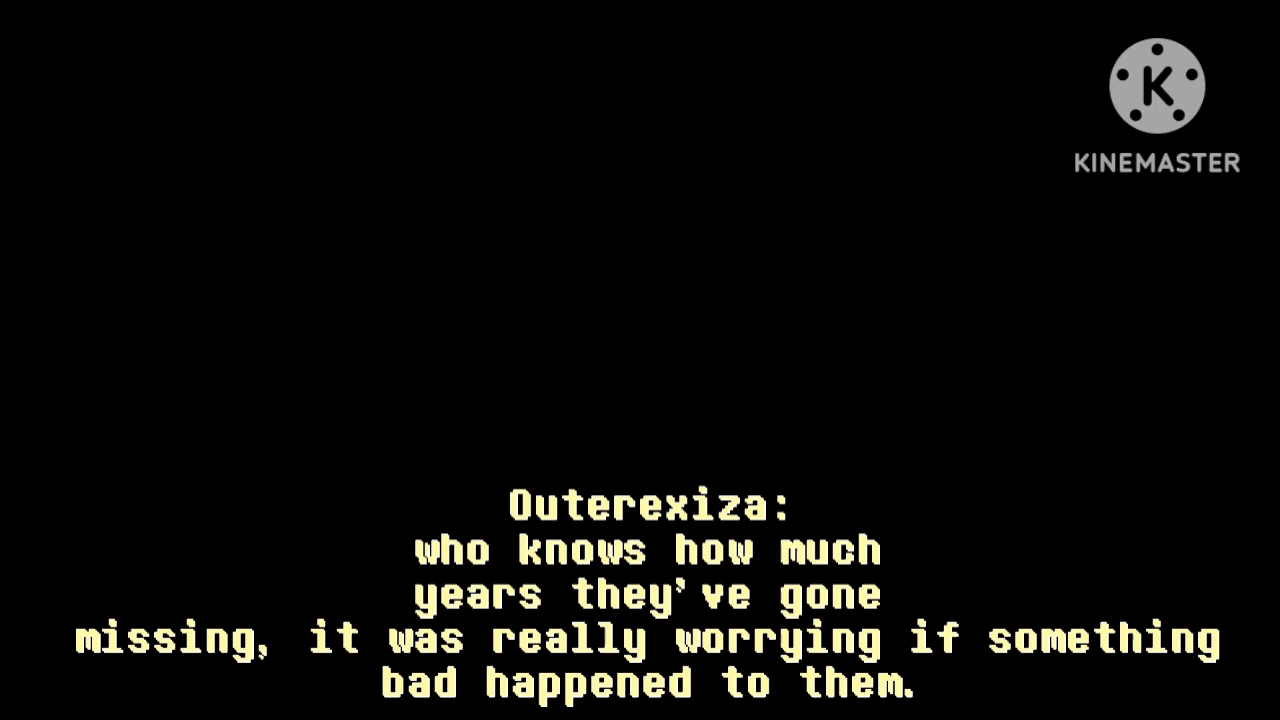 K
KINEMASTER
Outerexiza:
who knows how much
years they've gone
missing, it was really worrying if something
bad happened to them.